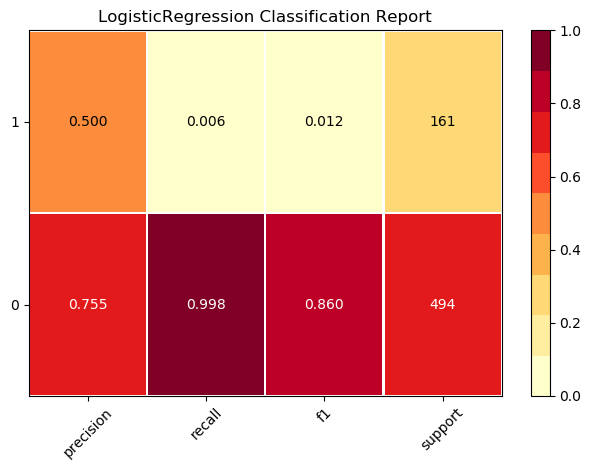 LogisticRegression Classification Report
1 0.500 0.006 0.012 161
0 0.755 0.998 0.860 494
precision recall f1 support
1.0
0.8
0.6
0.4
0.2
0.0